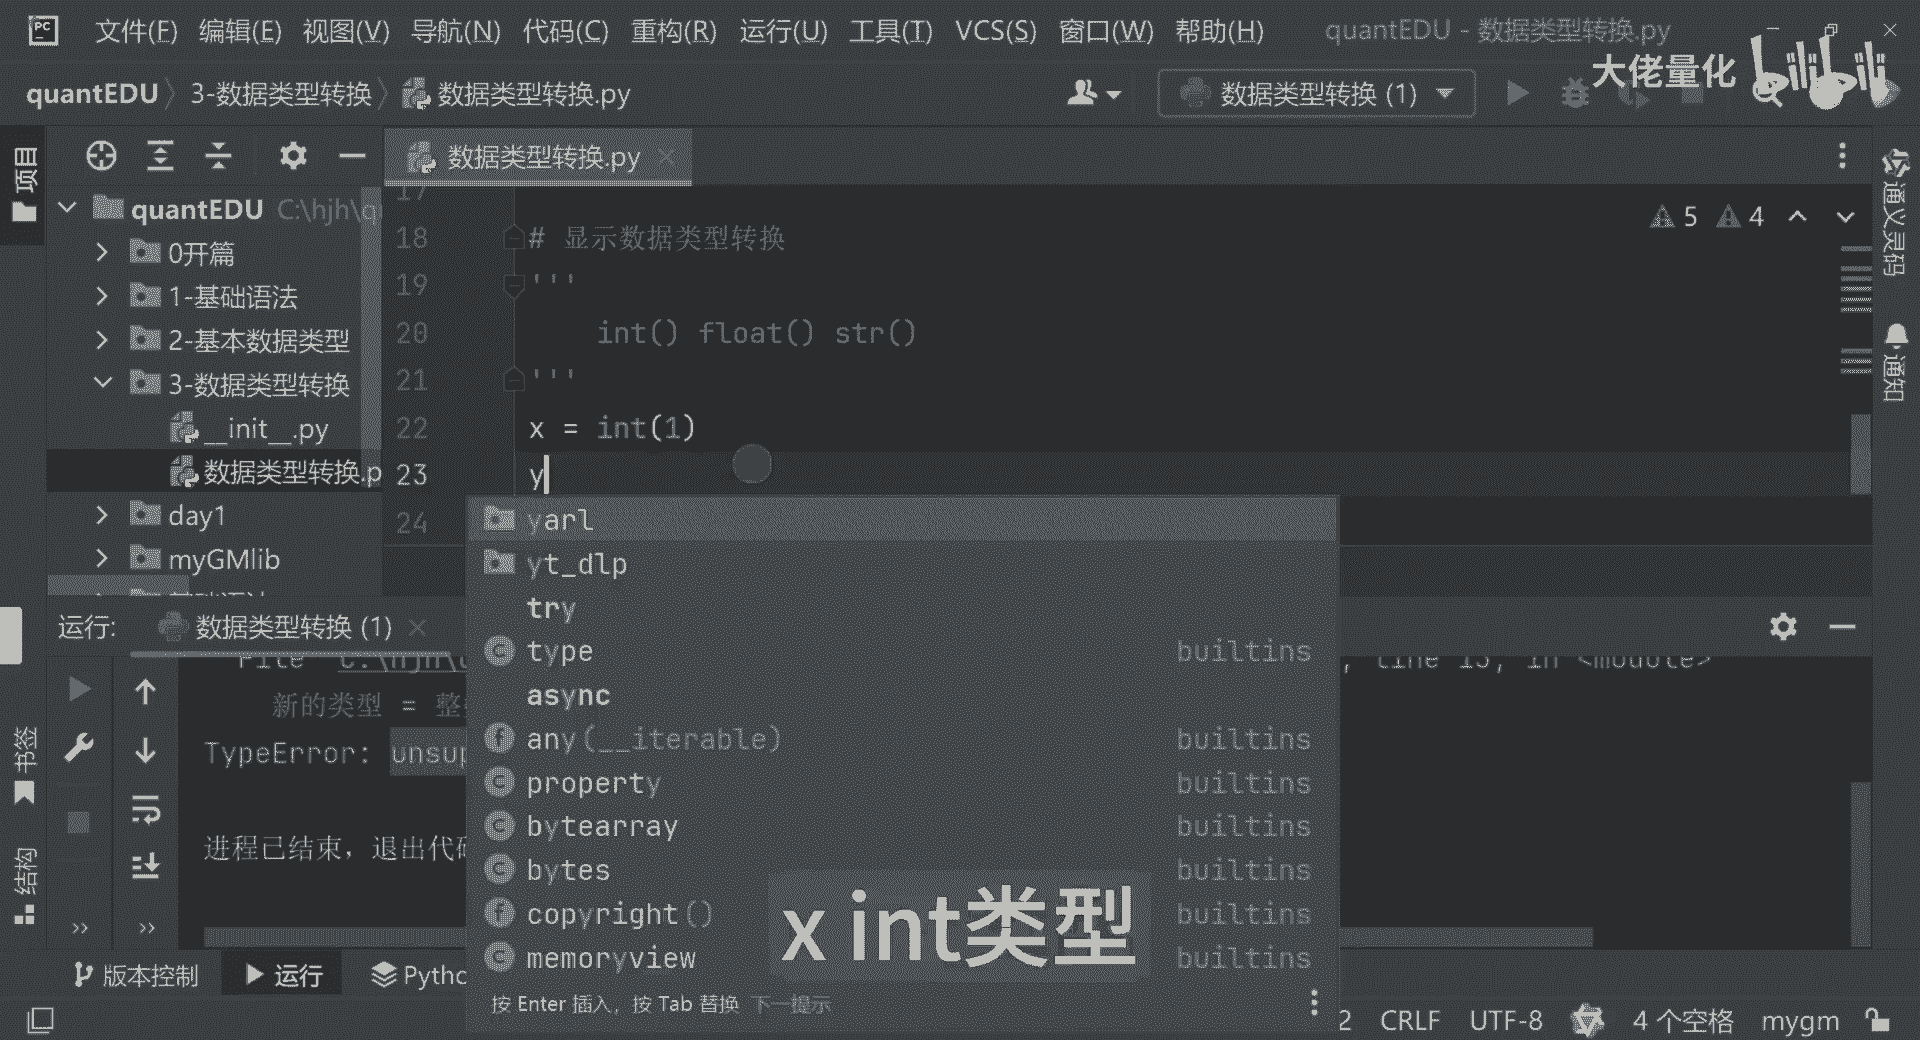 PC 文件(F) 编辑(E) 视图(V) 导航(N) 代码(C) 重构(R) 运行(U) 工具(T) VCS(S) 窗口(W) 帮助(H) quantEDU - 数据类型转换.py
大佬量化 bilibili
quantEDU 3-数据类型转换 数据类型转换.py 数据类型转换 (1)
项目
数据类型转换.py
quantEDU C:\hjh\q
0开篇
1-基础语法
2-基本数据类型
3-数据类型转换
__init__.py
数据类型转换.p
day1
myGMlib
17
18 # 显示数据类型转换
19 '''
20 int() float() str()
21 '''
22 x = int(1)
23 y
24
5 4
通义灵码
通知
yarl
yt_dlp
try
type builtins
async
any(__iterable) builtins
property builtins
bytearray builtins
bytes builtins
copyright() builtins
memoryview builtins
按 Enter 插入，按 Tab 替换 下一提示
x int类型
运行: 数据类型转换 (1)
File "C:\hjh\ , line 15, in <module>
新的类型 = 整
TypeError: unsup
进程已结束，退出代
书签
结构
版本控制 运行 Pytho
2 CRLF UTF-8 4 个空格 mygm